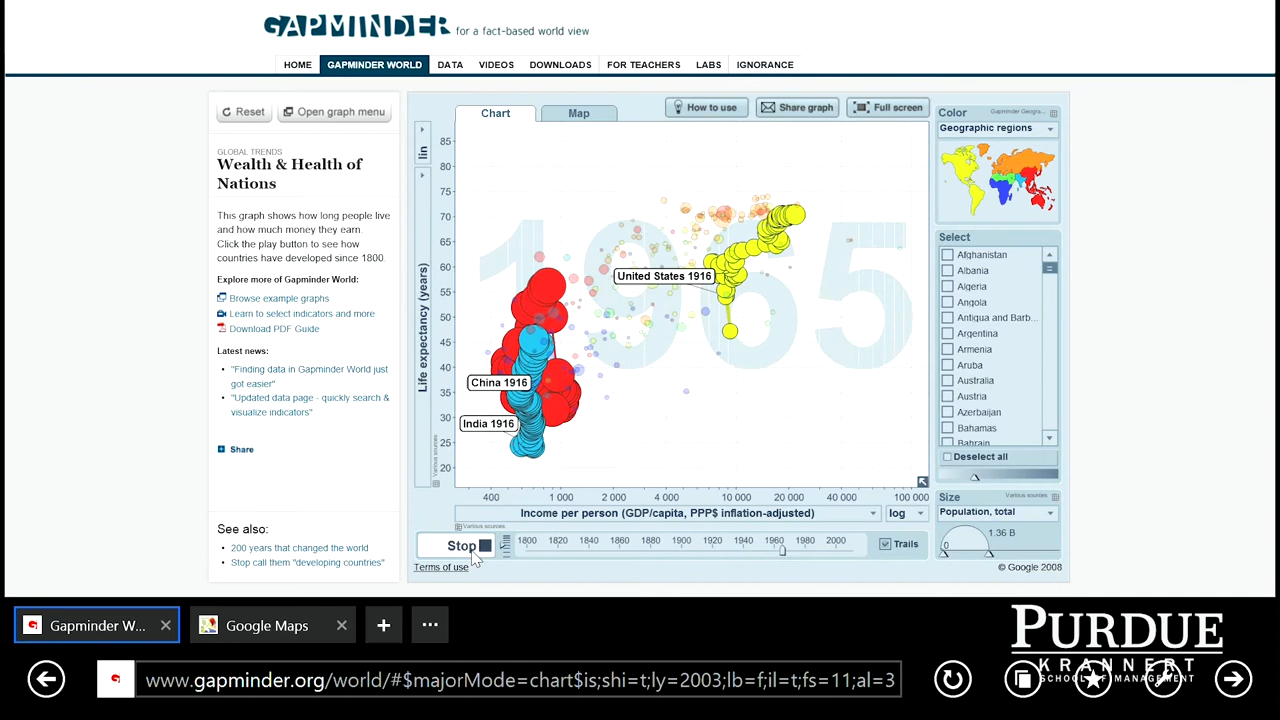 GAPMINDER for a fact-based world view
HOME GAPMINDER WORLD DATA VIDEOS DOWNLOADS FOR TEACHERS LABS IGNORANCE
Reset Open graph menu
GLOBAL TRENDS
Wealth & Health of
Nations
This graph shows how long people live
and how much money they earn.
Click the play button to see how
countries have developed since 1800.
Explore more of Gapminder World:
Browse example graphs
Learn to select indicators and more
Download PDF Guide
Latest news:
"Finding data in Gapminder World just
got easier"
"Updated data page - quickly search &
visualize indicators"
Share
See also:
200 years that changed the world
Stop call them "developing countries"
Chart Map
How to use Share graph Full screen
lin
Life expectancy (years)
Various sources
85
80
75
70
65
60
55
50
45
40
35
30
25
20
1965
United States 1916
China 1916
India 1916
400 1 000 2 000 4 000 10 000 20 000 40 000 100 000
Income per person (GDP/capita, PPP$ inflation-adjusted) log
Various sources
Stop
1800 1820 1840 1860 1880 1900 1920 1940 1960 1980 2000
Trails
Terms of use
© Google 2008
Color Gapminder Geogra...
Geographic regions
Select
Afghanistan
Albania
Algeria
Angola
Antigua and Barb...
Argentina
Armenia
Aruba
Australia
Austria
Azerbaijan
Bahamas
Bahrain
Deselect all
Size Various sources
Population, total
0 1.36 B
Gapminder W... Google Maps
PURDUE
KRANNERT
SCHOOL OF MANAGEMENT
www.gapminder.org/world/#$majorMode=chart$is;shi=t;ly=2003;lb=f;il=t;fs=11;al=3